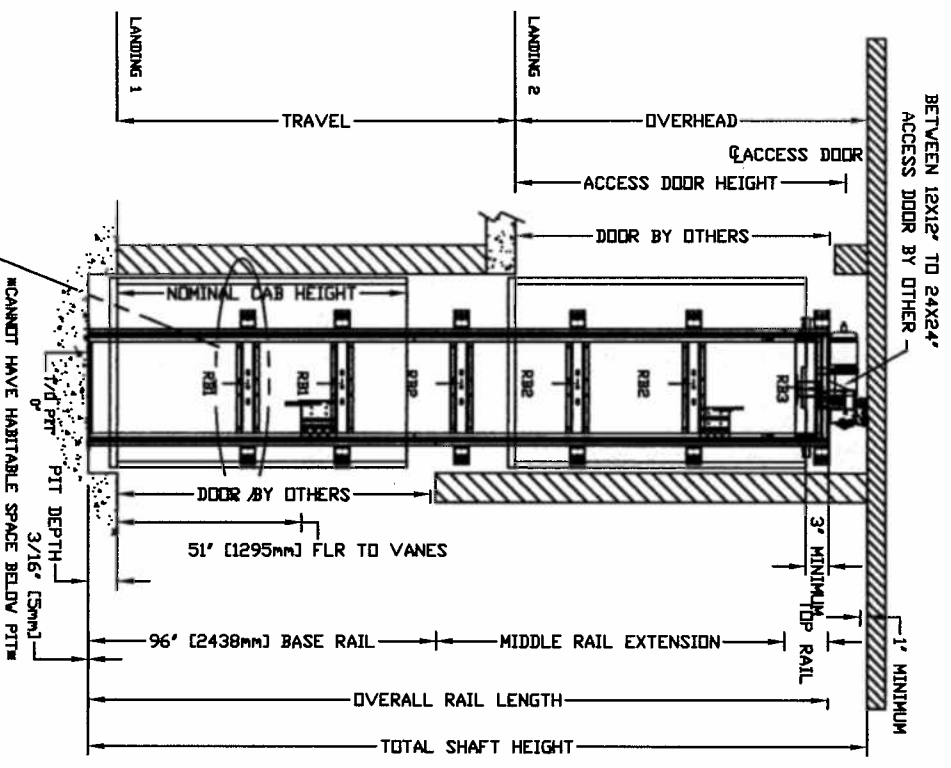 BETWEEN 12X12" TO 24X24"
ACCESS DOOR BY OTHER
LANDING 1
LANDING 2
TRAVEL
OVERHEAD
℄ACCESS DOOR
ACCESS DOOR HEIGHT
DOOR BY OTHERS
NOMINAL CAB HEIGHT
RB1
RB1
RB2
RB2
RB2
RB3
T/O PIT
0"
DOOR BY OTHERS
51" [1295mm] FLR TO VANES
PIT DEPTH
3/16" [5mm]
*CANNOT HAVE HABITABLE SPACE BELOW PIT*
3" MINIMUM
TOP RAIL
1" MINIMUM
96" [2438mm] BASE RAIL
MIDDLE RAIL EXTENSION
OVERALL RAIL LENGTH
TOTAL SHAFT HEIGHT